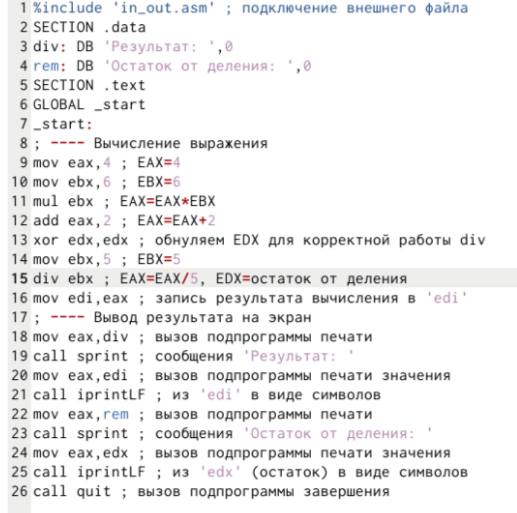 1 %include 'in_out.asm' ; подключение внешнего файла
2 SECTION .data
3 div: DB 'Результат: ',0
4 rem: DB 'Остаток от деления: ',0
5 SECTION .text
6 GLOBAL _start
7 _start:
8 ; ---- Вычисление выражения
9 mov eax,4 ; EAX=4
10 mov ebx,6 ; EBX=6
11 mul ebx ; EAX=EAX*EBX
12 add eax,2 ; EAX=EAX+2
13 xor edx,edx ; обнуляем EDX для корректной работы div
14 mov ebx,5 ; EBX=5
15 div ebx ; EAX=EAX/5, EDX=остаток от деления
16 mov edi,eax ; запись результата вычисления в 'edi'
17 ; ---- Вывод результата на экран
18 mov eax,div ; вызов подпрограммы печати
19 call sprint ; сообщения 'Результат: '
20 mov eax,edi ; вызов подпрограммы печати значения
21 call iprintLF ; из 'edi' в виде символов
22 mov eax,rem ; вызов подпрограммы печати
23 call sprint ; сообщения 'Остаток от деления: '
24 mov eax,edx ; вызов подпрограммы печати значения
25 call iprintLF ; из 'edx' (остаток) в виде символов
26 call quit ; вызов подпрограммы завершения